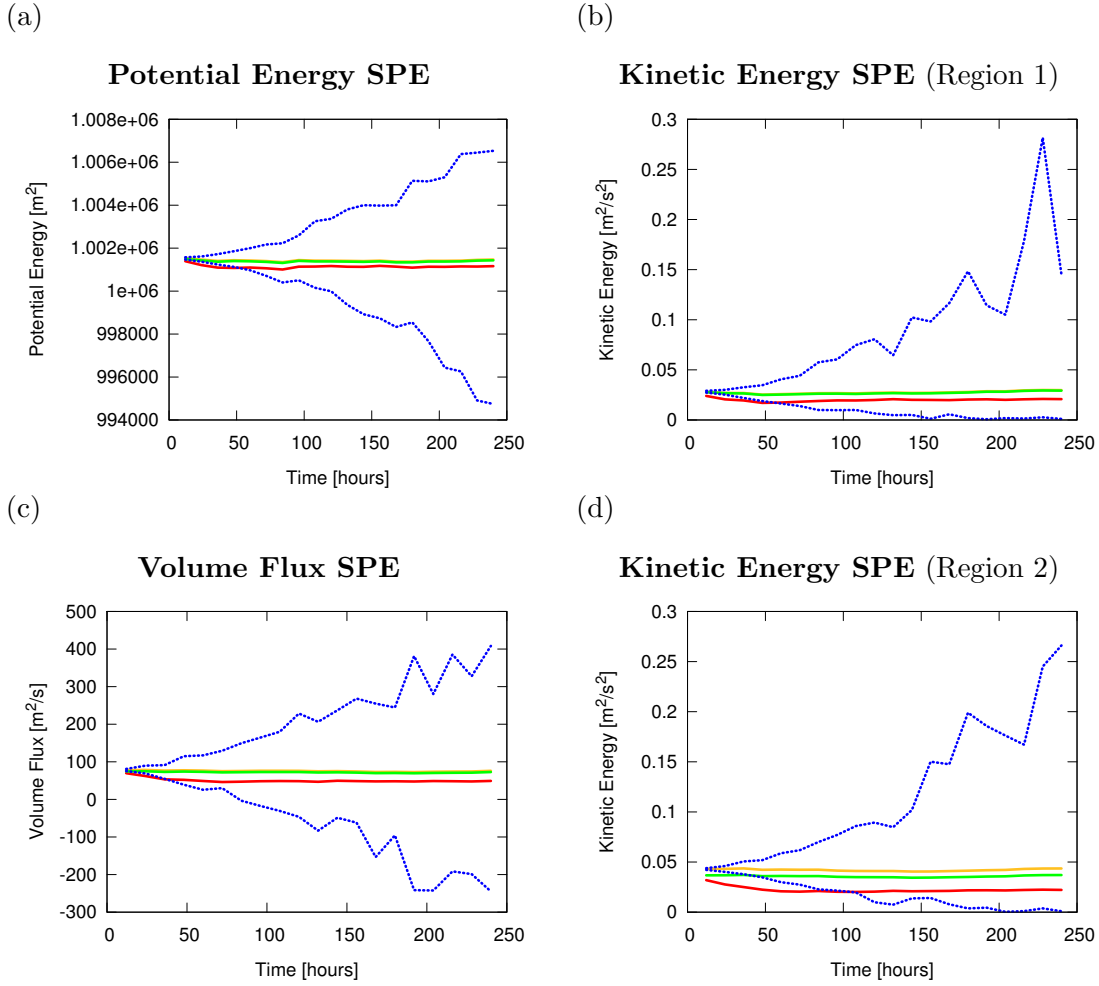 (a)
Potential Energy SPE
1.008e+06
1.006e+06
1.004e+06
1.002e+06
1e+06
998000
996000
994000
Potential Energy [m²]
0 50 100 150 200 250
Time [hours]
(b)
Kinetic Energy SPE (Region 1)
0.3
0.25
0.2
0.15
0.1
0.05
0
Kinetic Energy [m²/s²]
0 50 100 150 200 250
Time [hours]
(c)
Volume Flux SPE
500
400
300
200
100
0
-100
-200
-300
Volume Flux [m²/s]
0 50 100 150 200 250
Time [hours]
(d)
Kinetic Energy SPE (Region 2)
0.3
0.25
0.2
0.15
0.1
0.05
0
Kinetic Energy [m²/s²]
0 50 100 150 200 250
Time [hours]